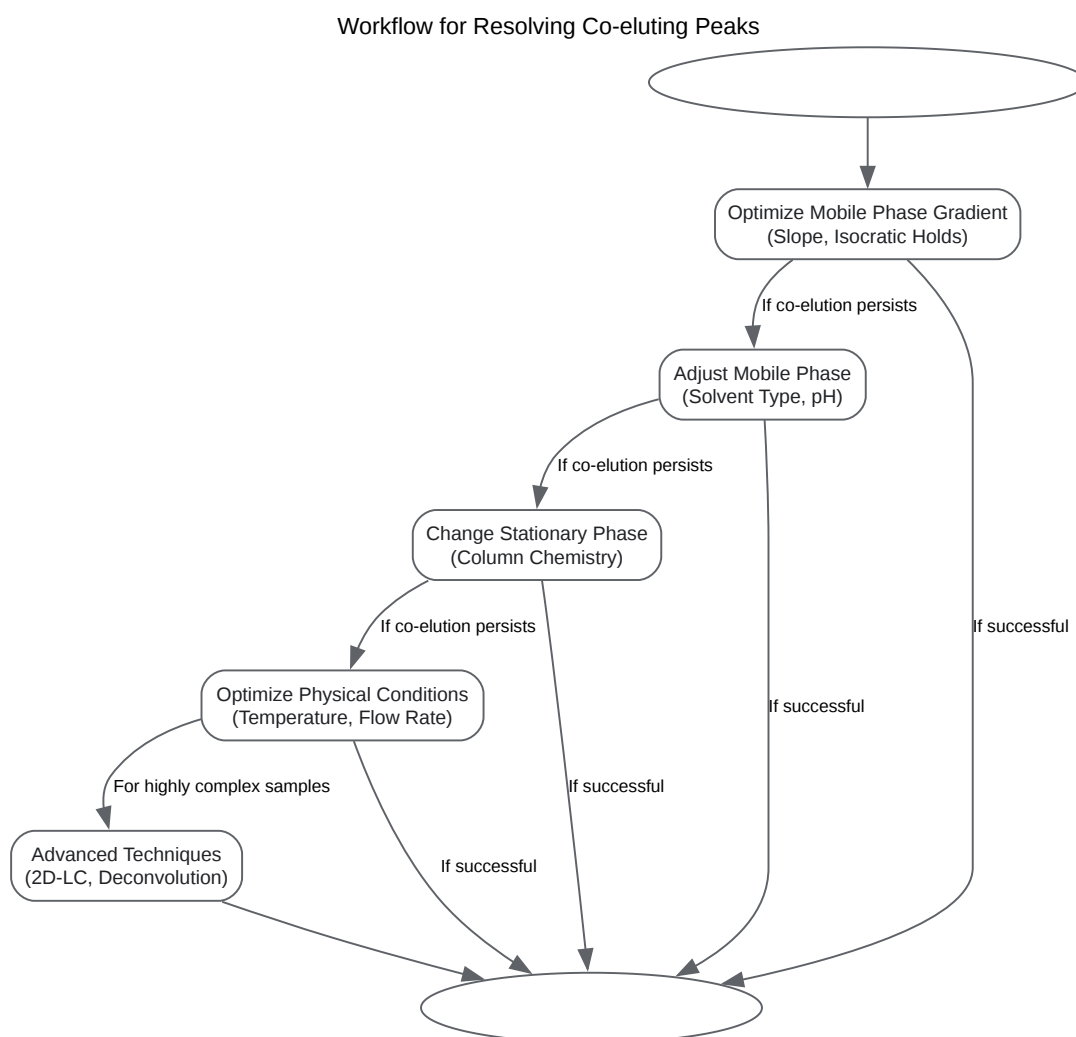 Workflow for Resolving Co-eluting Peaks
Optimize Mobile Phase Gradient
(Slope, Isocratic Holds)
If co-elution persists
Adjust Mobile Phase
(Solvent Type, pH)
If co-elution persists
Change Stationary Phase
(Column Chemistry)
If co-elution persists
If successful
Optimize Physical Conditions
(Temperature, Flow Rate)
If successful
For highly complex samples
If successful
Advanced Techniques
(2D-LC, Deconvolution)
If successful